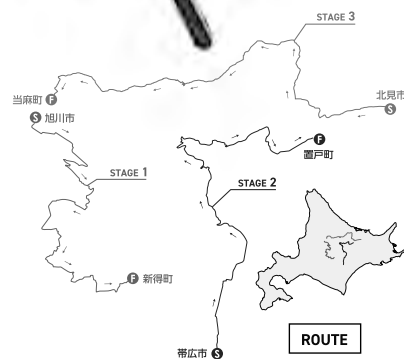 STAGE 3
当麻町 F
S 旭川市
北見市
S
F
置戸町
STAGE 1
STAGE 2
F 新得町
帯広市 S
ROUTE